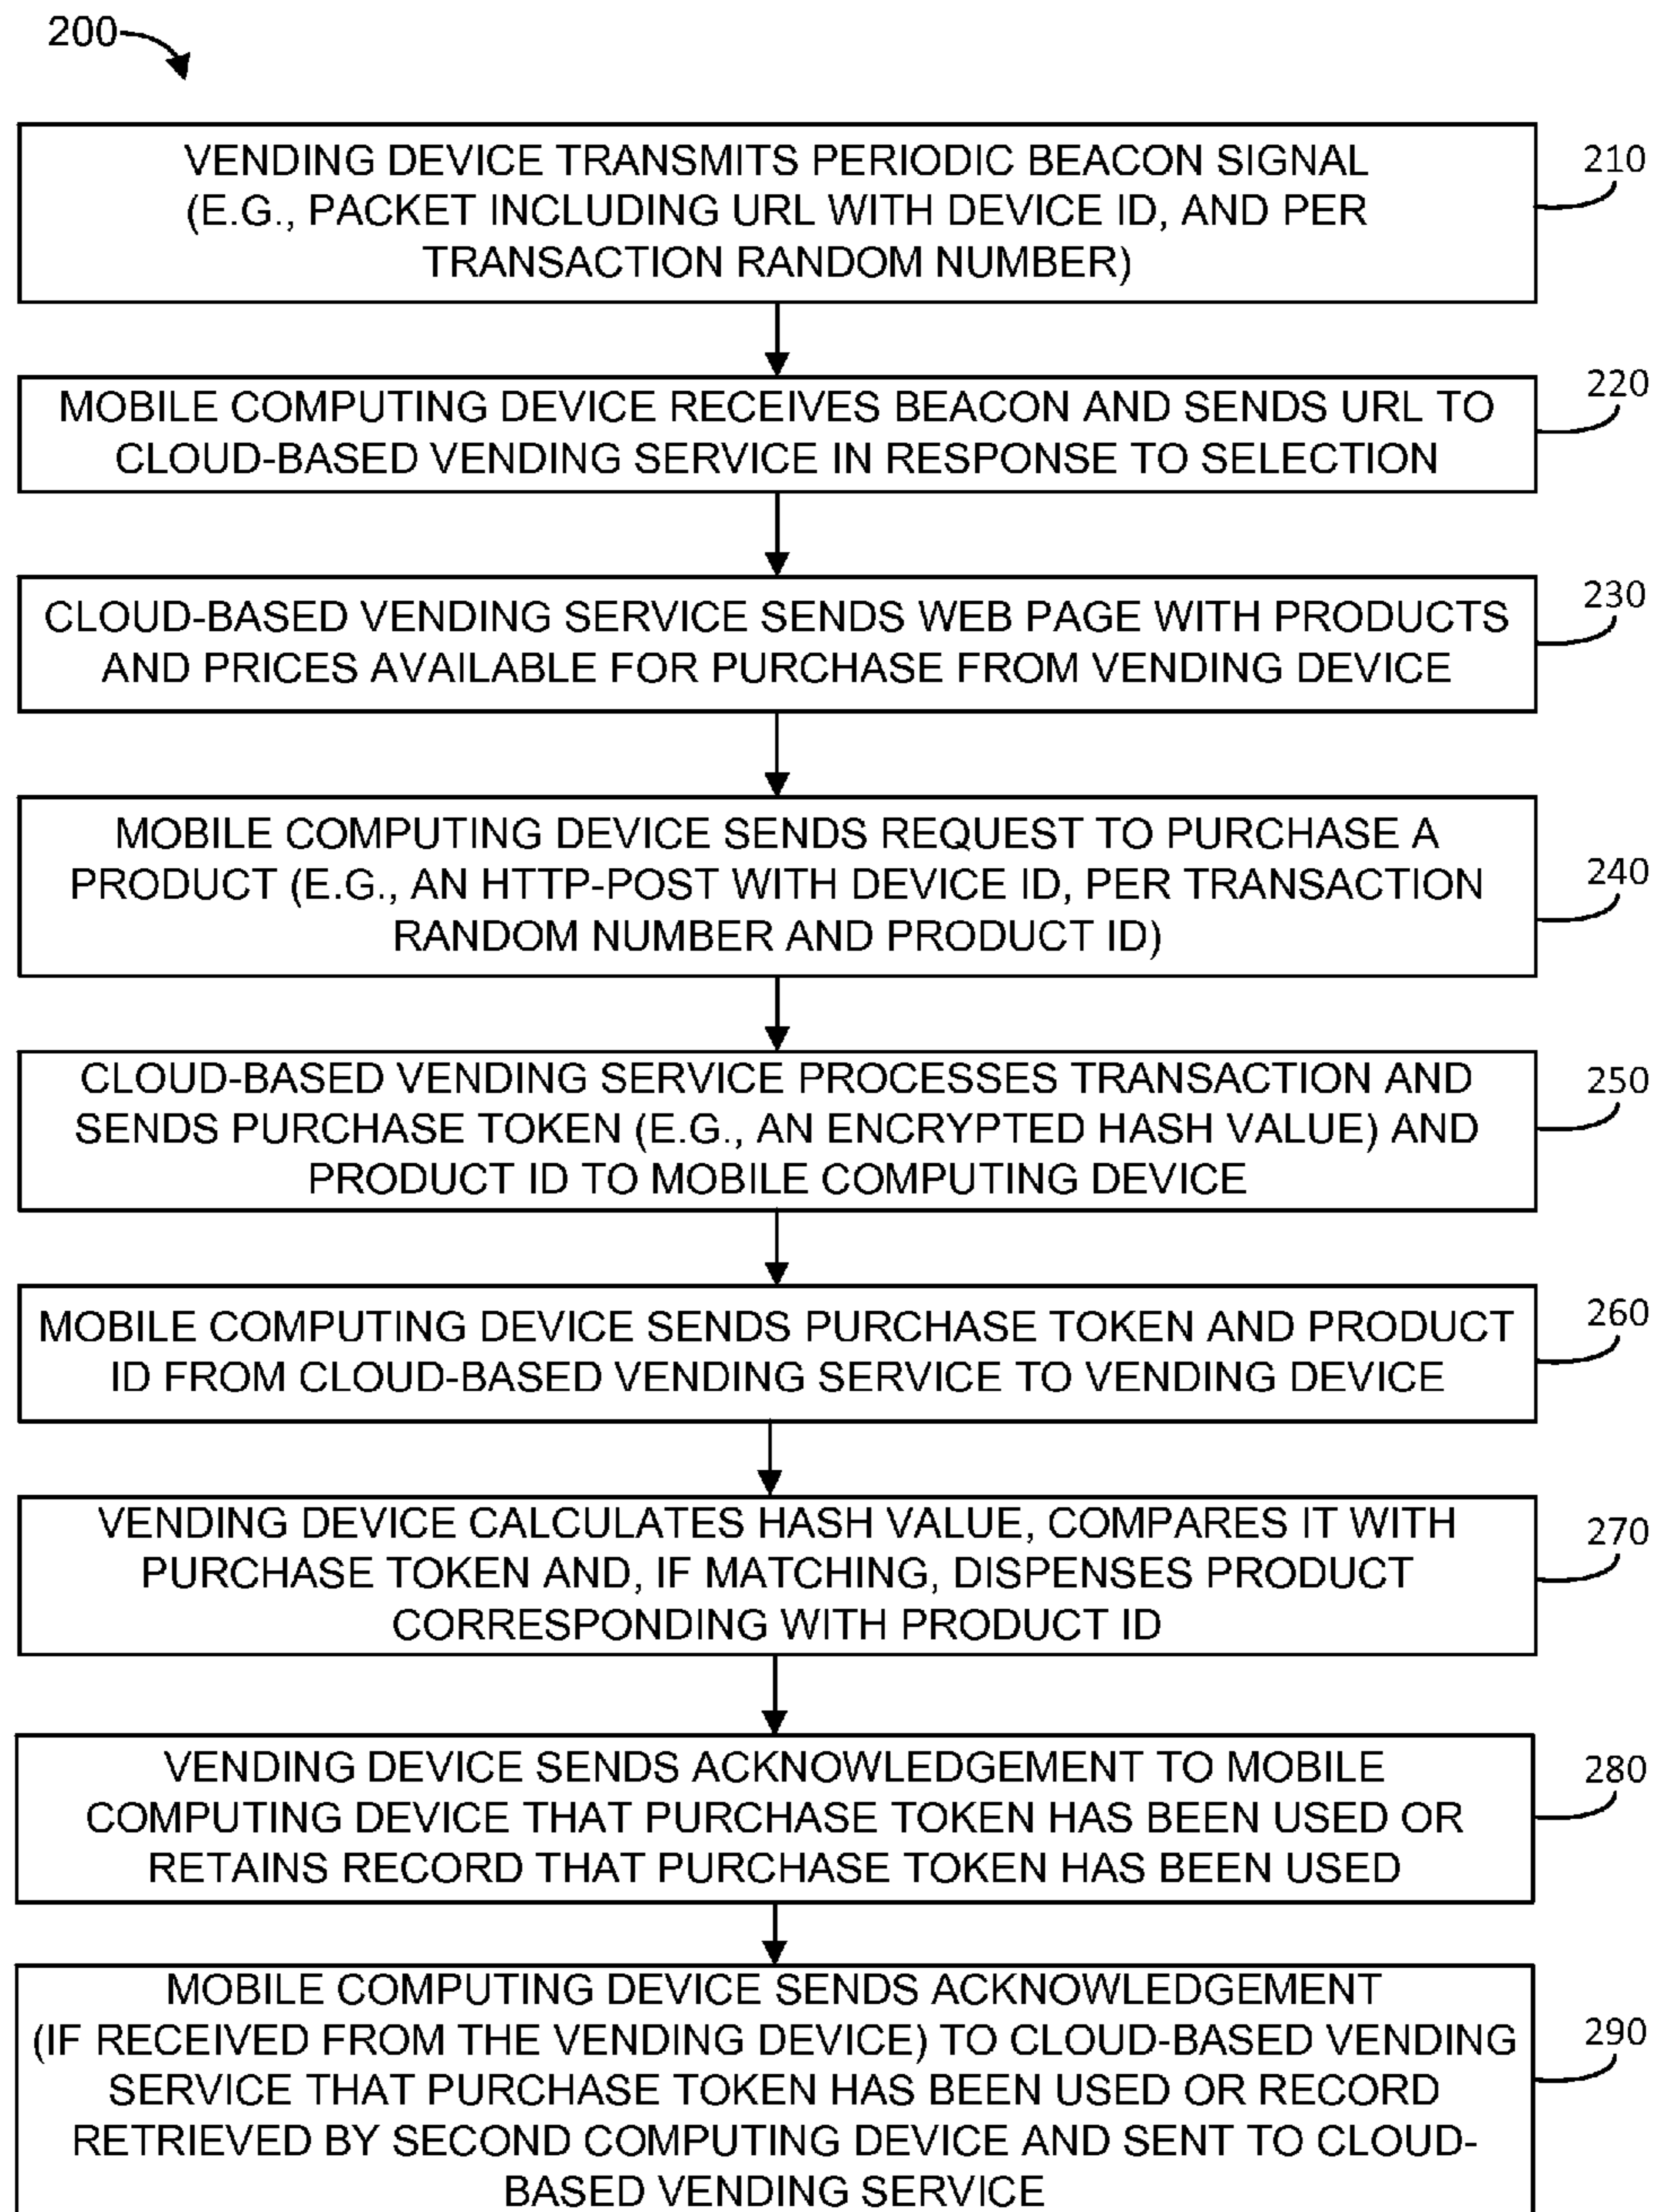 200
VENDING DEVICE TRANSMITS PERIODIC BEACON SIGNAL
(E.G., PACKET INCLUDING URL WITH DEVICE ID, AND PER
TRANSACTION RANDOM NUMBER)
210
MOBILE COMPUTING DEVICE RECEIVES BEACON AND SENDS URL TO
CLOUD-BASED VENDING SERVICE IN RESPONSE TO SELECTION
220
CLOUD-BASED VENDING SERVICE SENDS WEB PAGE WITH PRODUCTS
AND PRICES AVAILABLE FOR PURCHASE FROM VENDING DEVICE
230
MOBILE COMPUTING DEVICE SENDS REQUEST TO PURCHASE A
PRODUCT (E.G., AN HTTP-POST WITH DEVICE ID, PER TRANSACTION
RANDOM NUMBER AND PRODUCT ID)
240
CLOUD-BASED VENDING SERVICE PROCESSES TRANSACTION AND
SENDS PURCHASE TOKEN (E.G., AN ENCRYPTED HASH VALUE) AND
PRODUCT ID TO MOBILE COMPUTING DEVICE
250
MOBILE COMPUTING DEVICE SENDS PURCHASE TOKEN AND PRODUCT
ID FROM CLOUD-BASED VENDING SERVICE TO VENDING DEVICE
260
VENDING DEVICE CALCULATES HASH VALUE, COMPARES IT WITH
PURCHASE TOKEN AND, IF MATCHING, DISPENSES PRODUCT
CORRESPONDING WITH PRODUCT ID
270
VENDING DEVICE SENDS ACKNOWLEDGEMENT TO MOBILE
COMPUTING DEVICE THAT PURCHASE TOKEN HAS BEEN USED OR
RETAINS RECORD THAT PURCHASE TOKEN HAS BEEN USED
280
MOBILE COMPUTING DEVICE SENDS ACKNOWLEDGEMENT
(IF RECEIVED FROM THE VENDING DEVICE) TO CLOUD-BASED VENDING
SERVICE THAT PURCHASE TOKEN HAS BEEN USED OR RECORD
RETRIEVED BY SECOND COMPUTING DEVICE AND SENT TO CLOUD-
BASED VENDING SERVICE
290